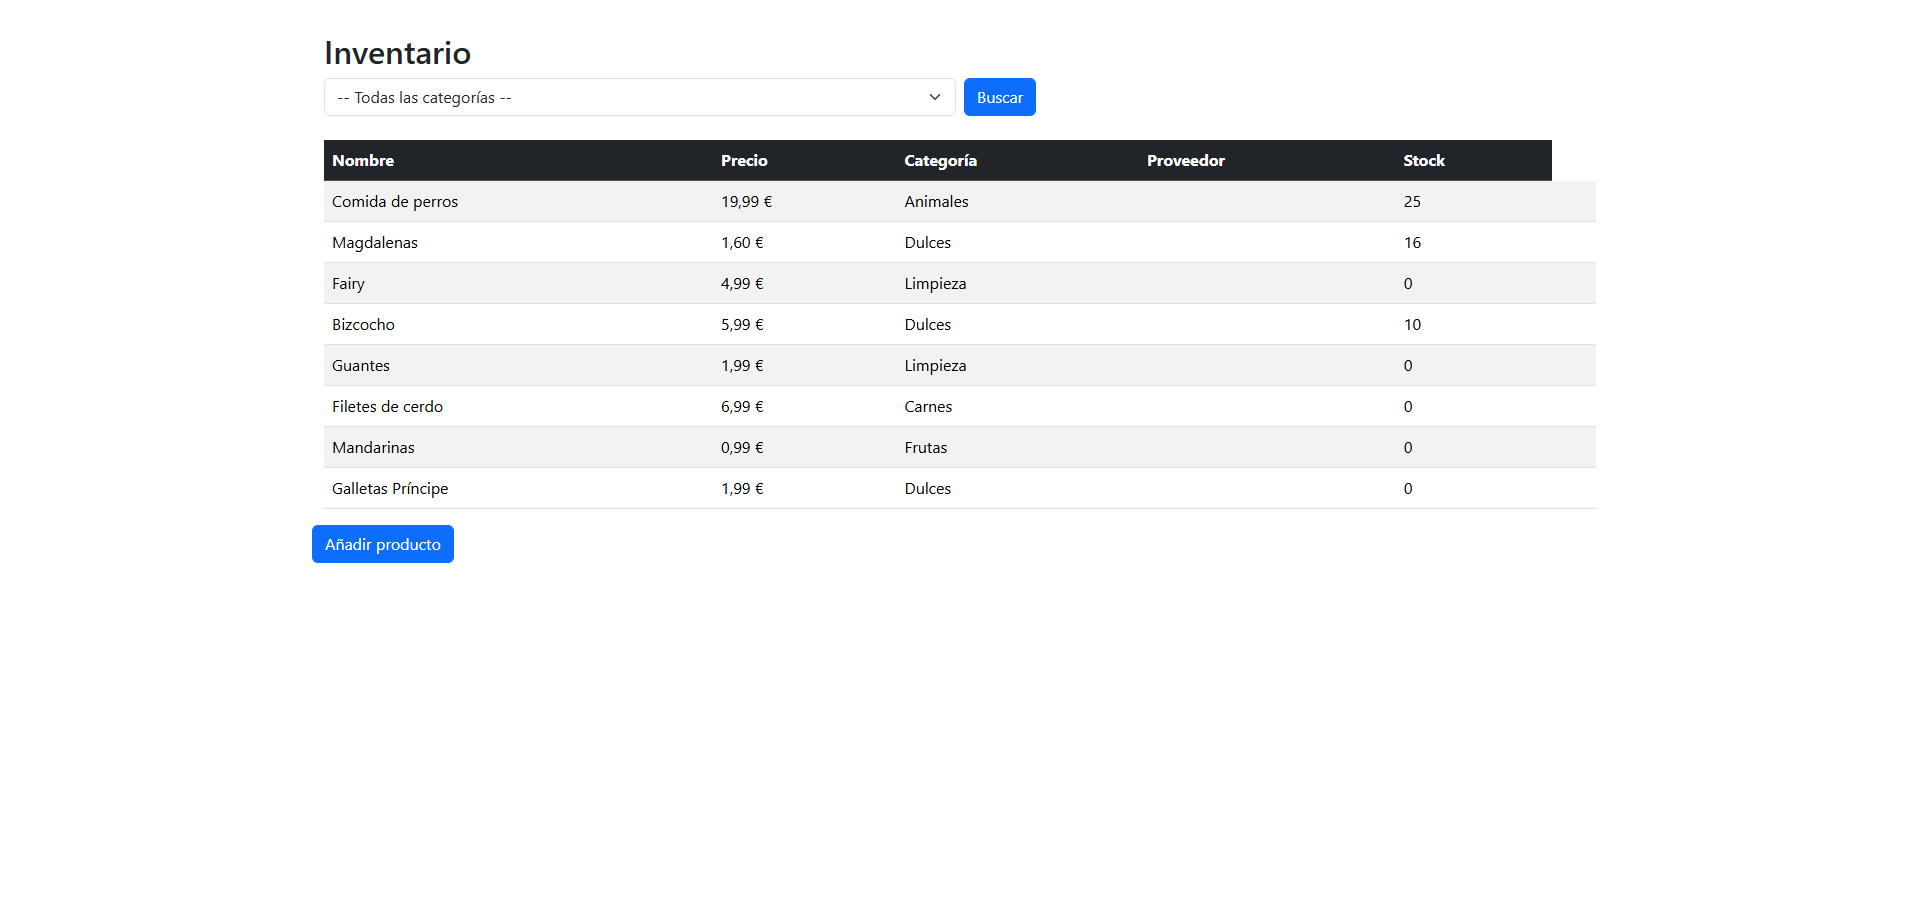 Inventario
-- Todas las categorías -- Buscar
Nombre Precio Categoría Proveedor Stock
Comida de perros 19,99 € Animales 25
Magdalenas 1,60 € Dulces 16
Fairy 4,99 € Limpieza 0
Bizcocho 5,99 € Dulces 10
Guantes 1,99 € Limpieza 0
Filetes de cerdo 6,99 € Carnes 0
Mandarinas 0,99 € Frutas 0
Galletas Príncipe 1,99 € Dulces 0
Añadir producto